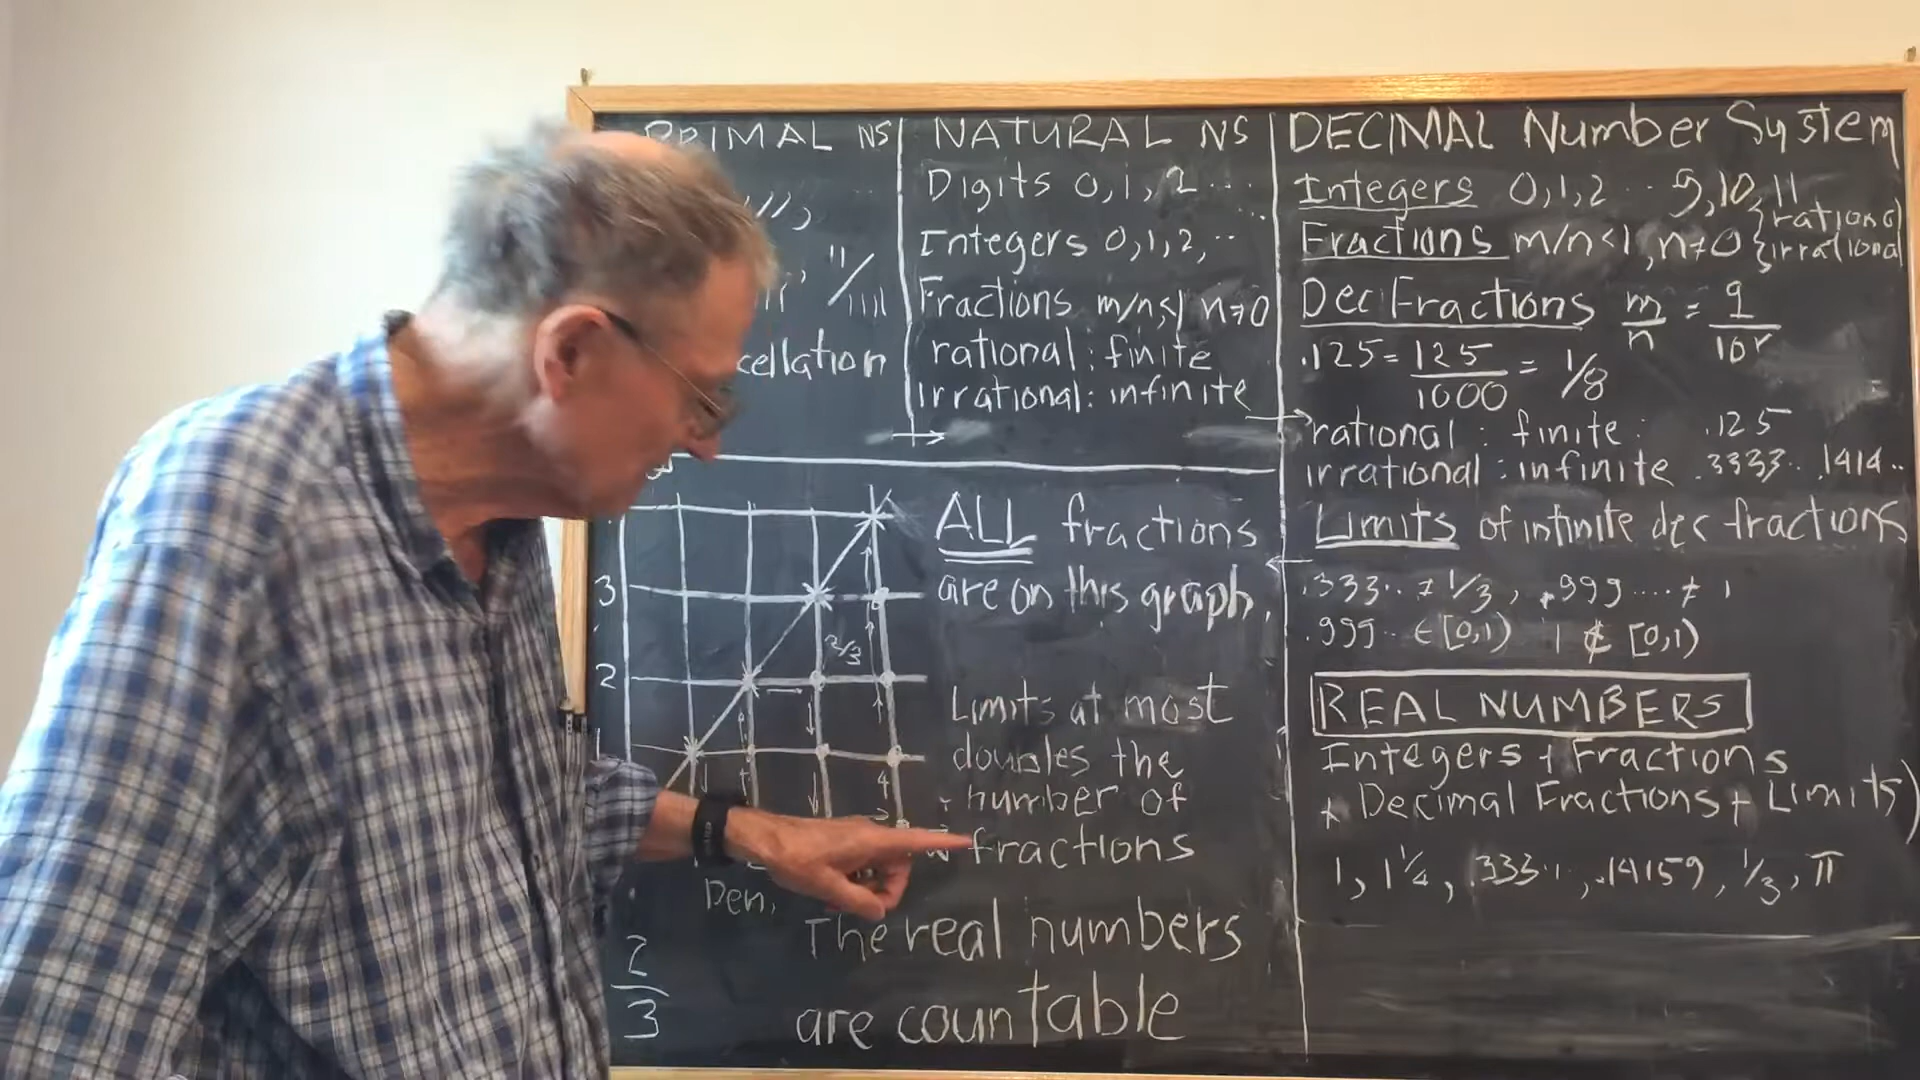 PRIMAL NS
cellation
NATURAL NS
Digits 0,1,2...
Integers 0,1,2,..
Fractions m/n<1 n≠0
rational: finite
irrational: infinite
→
DECIMAL Number System
Integers 0,1,2 .. 9,10,11
Fractions m/n<1, n≠0 {rational
{irrational
Dec Fractions m/n = q/10r
.125 = 125/1000 = 1/8
rational: finite: .125
irrational: infinite .3333.. .1414..
Limits of infinite dec fractions
.333.. ≠ 1/3, .999.... ≠ 1
.999.. ∈ [0,1) 1 ∉ [0,1)
REAL NUMBERS
Integers + Fractions
+ Decimal Fractions + Limits)
1, 1 1/4, .333.., .14159, 1/3, π
3
2
1
2/3
4
Den.
2/3
ALL fractions
are on this graph.
Limits at most
doubles the
number of
fractions
The real numbers
are countable